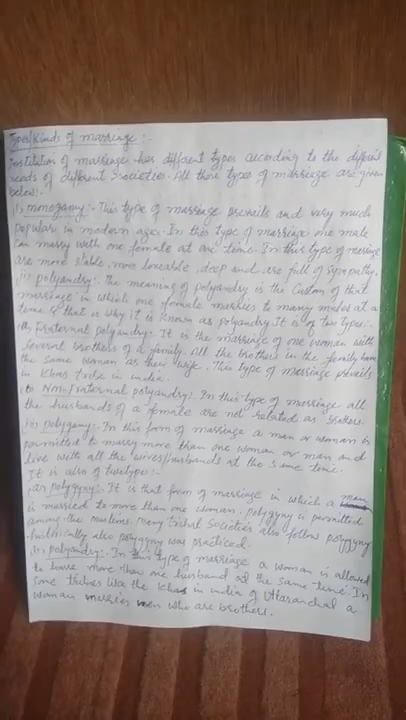 Types/Kinds of marriage :-
Institution of marriage has diffrent types according to the diffrent
needs of different societies. All these types of marriage are given
below:-
(i) monogamy:- This type of marriage prevails and very much
popular in modern age. In this type of marriage one male
can marry with one female at one time. In this type of marriage
are more stable, more loveable, deep and are full of sympathy.
(ii) polyandry:- The meaning of polyandry is the custom of that
marriage in which one female marries to many males at a
time & that is why it is known as polyandry. It is of two types:-
(a) Fraternal polyandry:- It is the marriage of one woman with
several brothers of a family. All the brothers in the family have
the same woman as their wife. This type of marriage prevails
in Khas tribe in india.
(b) Non-fraternal polyandry:- In this type of marriage all
the husbands of a female are not related as brothers.
(iii) polygamy:- In this form of marriage a man or woman is
permitted to marry more than one woman or man and
live with all the wives/husbands at the same time.
It is also of two types:-
(a) polygyny:- It is that form of marriage in which a man
is married to more than one woman. polygyny is permitted
among the muslims many tribal societies also follow polygyny
historically also polygyny was practiced.
(b) polyandry:- In this type of marriage a woman is allowed
to have more than one husband at the same time. In
some tribes like the Khas in india of Uttaranchal a
woman marries men who are brothers.